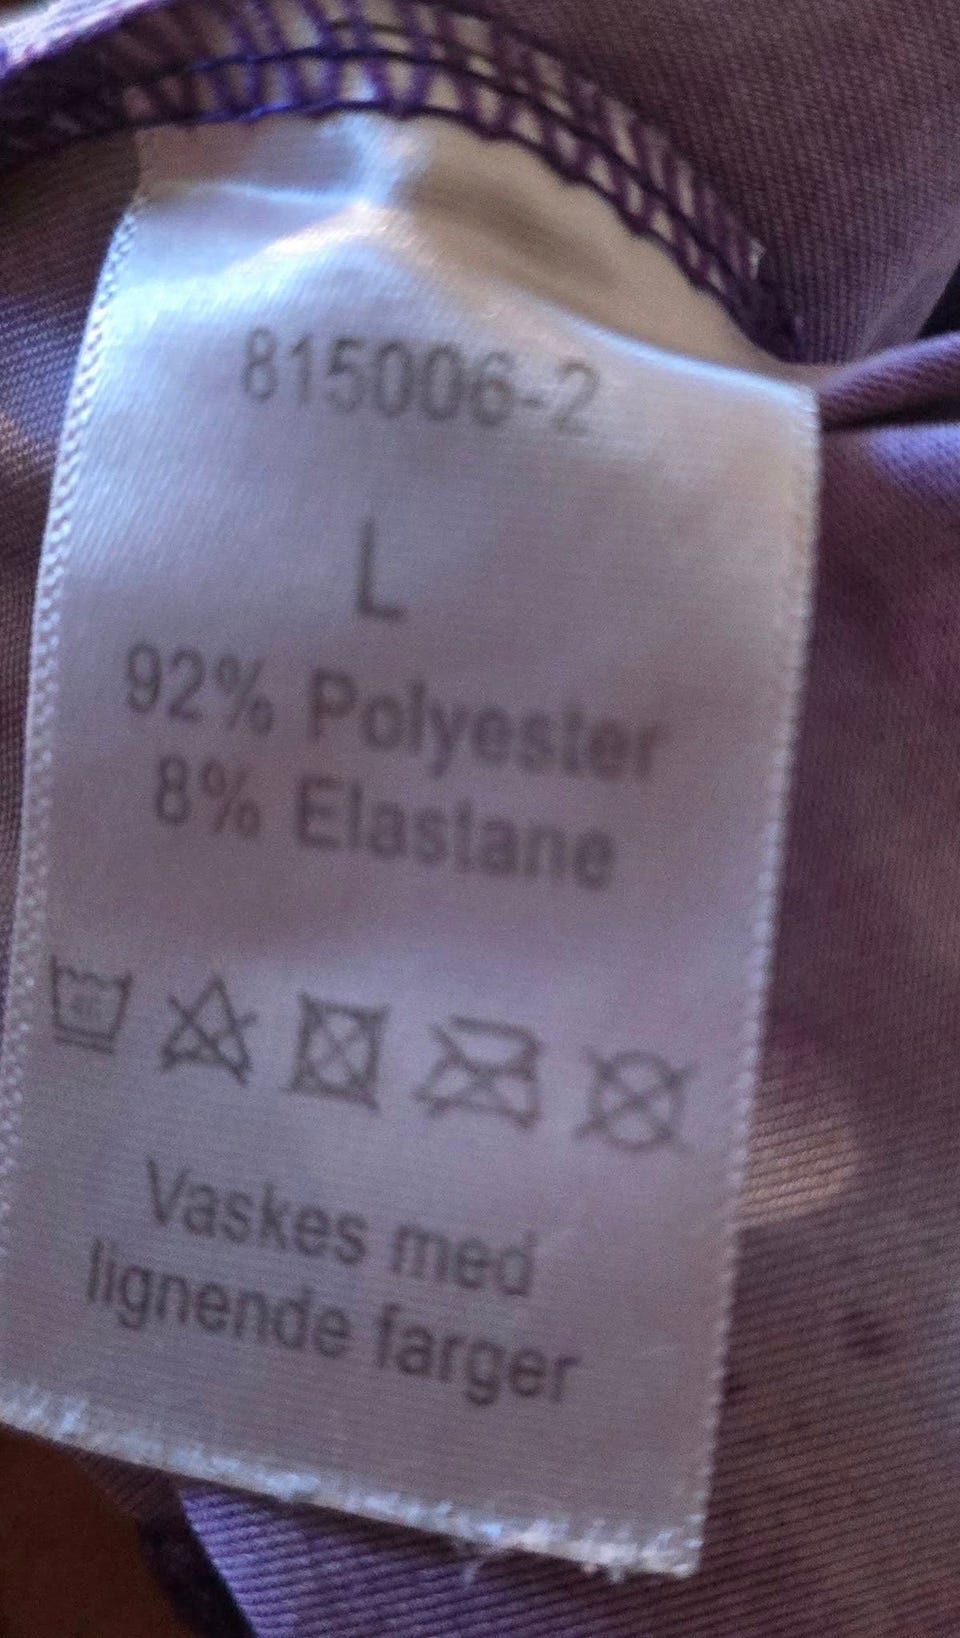 815006-2
L
92% Polyester
8% Elastane
Vaskes med
lignende farger